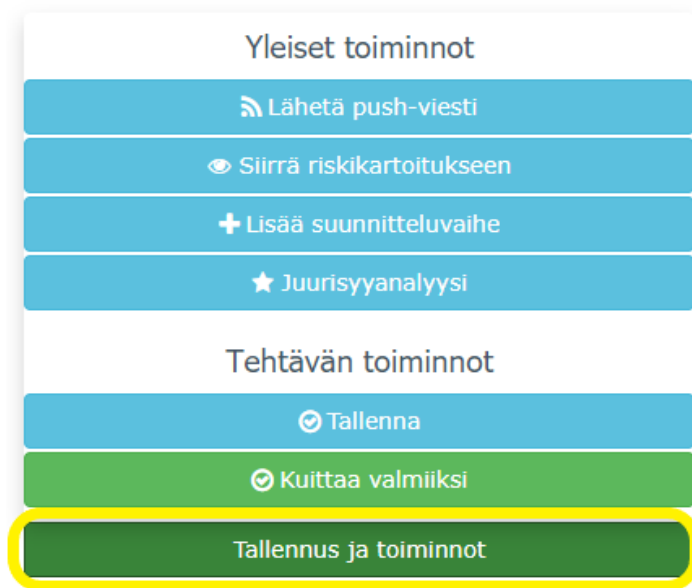 Yleiset toiminnot
Lähetä push-viesti
Siirrä riskikartoitukseen
Lisää suunnitteluvaihe
Juurisyyanalyysi
Tehtävän toiminnot
Tallenna
Kuittaa valmiiksi
Tallennus ja toiminnot